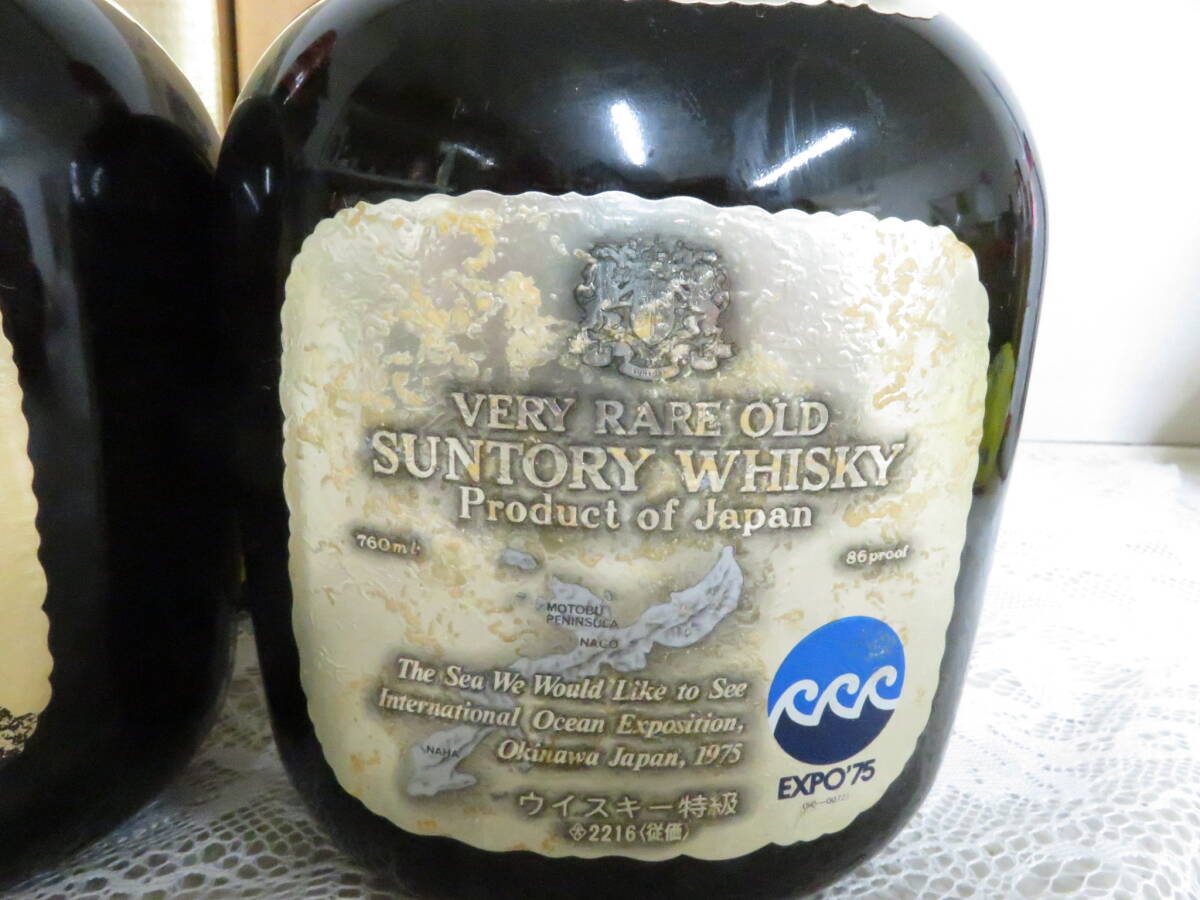 VERY RARE OLD
SUNTORY WHISKY
Product of Japan
760ml
86 proof
MOTOBU
PENINSULA
NAGO
The Sea We Would Like to See
International Ocean Exposition,
Okinawa Japan, 1975
NAHA
EXPO'75
ウイスキー特級
2216〈従価〉